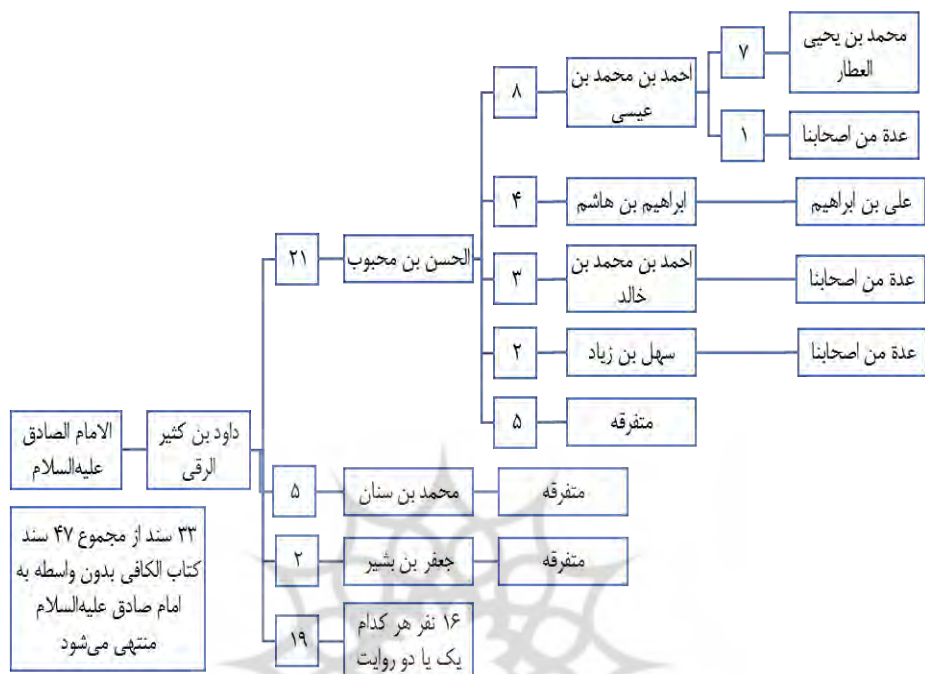 محمد بن یحیی
العطار
۷
احمد بن محمد بن
عیسی
۸
عدة من اصحابنا
۱
علی بن ابراهیم
ابراهیم بن هاشم
۴
الحسن بن محبوب
۲۱
عدة من اصحابنا
احمد بن محمد بن
خالد
۳
عدة من اصحابنا
سهل بن زیاد
۲
متفرقه
۵
داود بن کثیر
الرقی
الامام الصادق
علیه‌السلام
متفرقه
محمد بن سنان
۵
متفرقه
جعفر بن بشیر
۲
۱۶ نفر هر کدام
یک یا دو روایت
۱۹
۳۳ سند از مجموع ۴۷ سند
کتاب الکافی بدون واسطه به
امام صادق علیه‌السلام
منتهی می‌شود